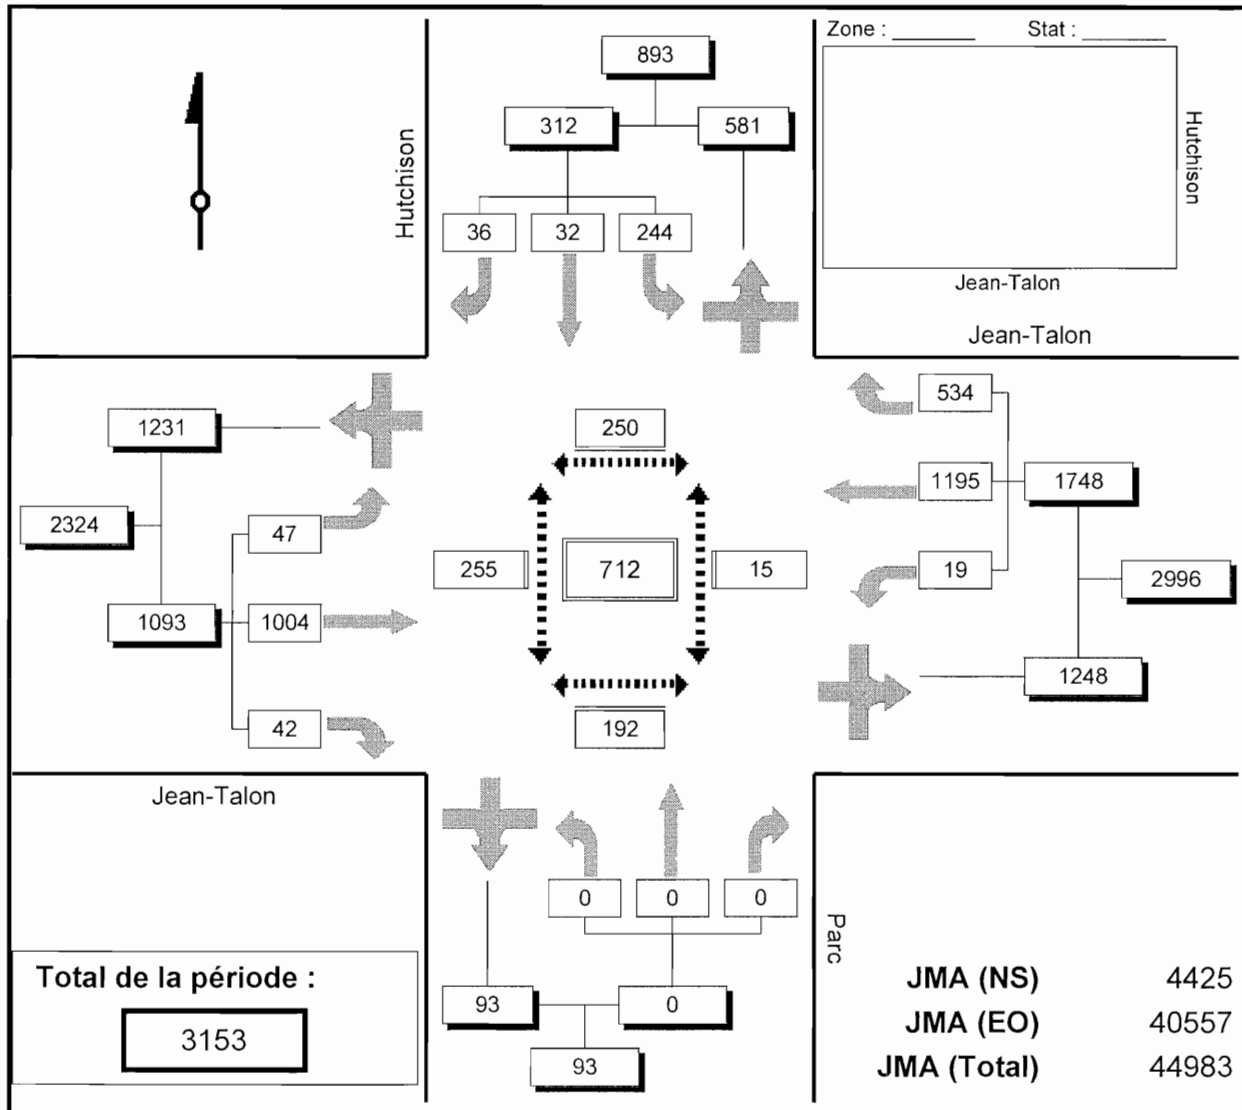 Zone : ________ Stat : ________
893
312 581
Hutchison
Hutchison
36 32 244
Jean-Talon
Jean-Talon
534
1231 250
1195 1748
2324 47
255 712 15 19 2996
1093 1004
1248
42 192
Jean-Talon
0 0 0
Parc
Total de la période :
93 0
JMA (NS) 4425
3153
JMA (EO) 40557
93
JMA (Total) 44983